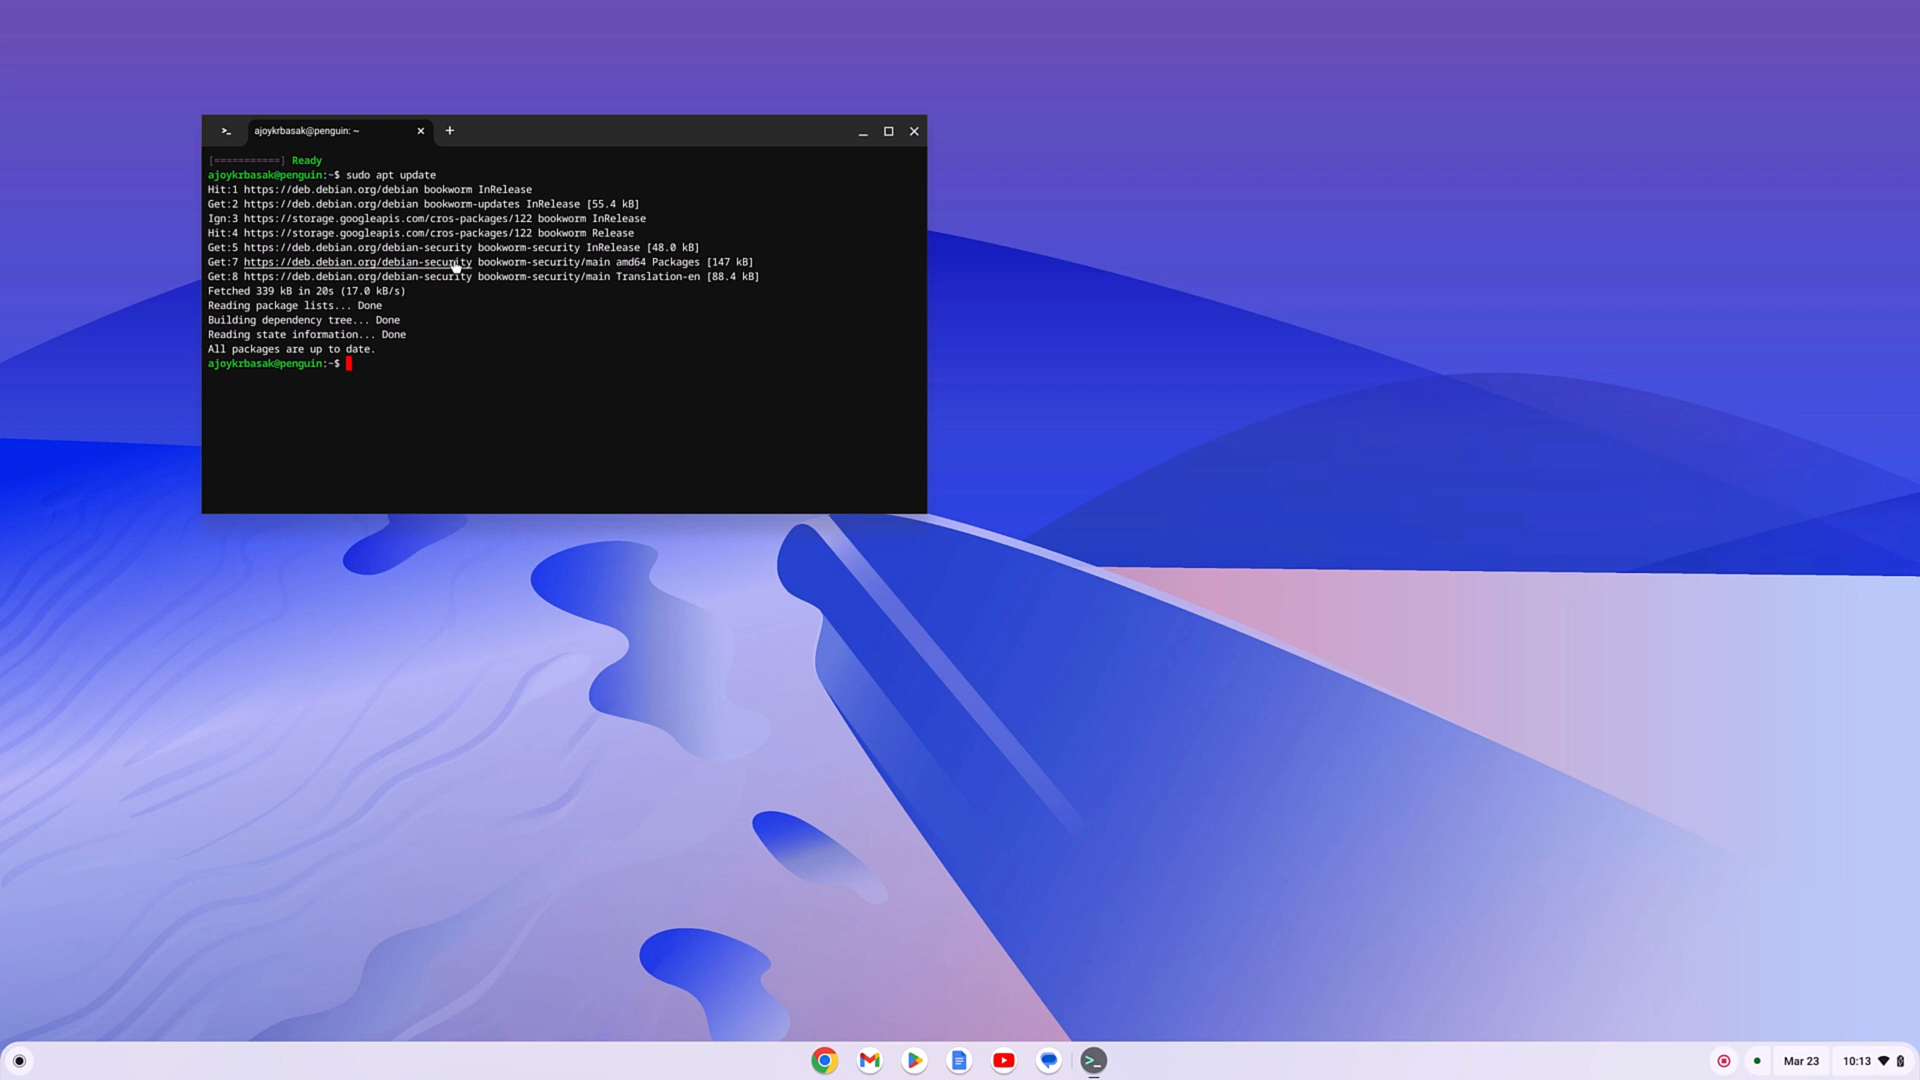 >_ ajoykrbasak@penguin: ~
[===========] Ready
ajoykrbasak@penguin:~$ sudo apt update
Hit:1 https://deb.debian.org/debian bookworm InRelease
Get:2 https://deb.debian.org/debian bookworm-updates InRelease [55.4 kB]
Ign:3 https://storage.googleapis.com/cros-packages/122 bookworm InRelease
Hit:4 https://storage.googleapis.com/cros-packages/122 bookworm Release
Get:5 https://deb.debian.org/debian-security bookworm-security InRelease [48.0 kB]
Get:7 https://deb.debian.org/debian-security bookworm-security/main amd64 Packages [147 kB]
Get:8 https://deb.debian.org/debian-security bookworm-security/main Translation-en [88.4 kB]
Fetched 339 kB in 20s (17.0 kB/s)
Reading package lists... Done
Building dependency tree... Done
Reading state information... Done
All packages are up to date.
ajoykrbasak@penguin:~$
Mar 23 10:13